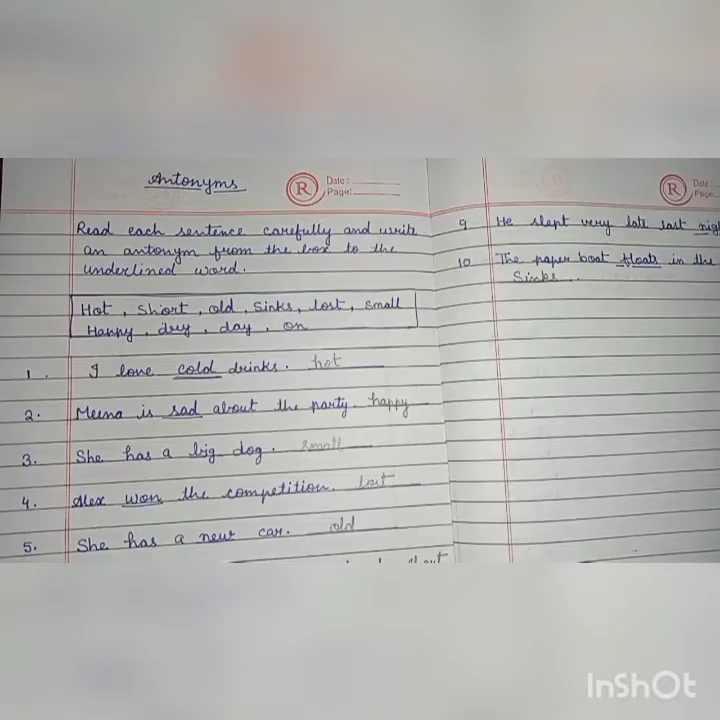 Antonyms
R Date:
Page:
Read each sentence carefully and write
an antonym from the box to the
underlined word.
Hot, Short, old, Sinks, lost, small
Happy, dry, day, on
1. I love cold drinks. hot
2. Meena is sad about the party. happy
3. She has a big dog. small
4. Alex won the competition. lost
5. She has a new car. old
R Date
Page
9 He slept very late last
10 The paper boat floats in the
Sinks.
InShOt